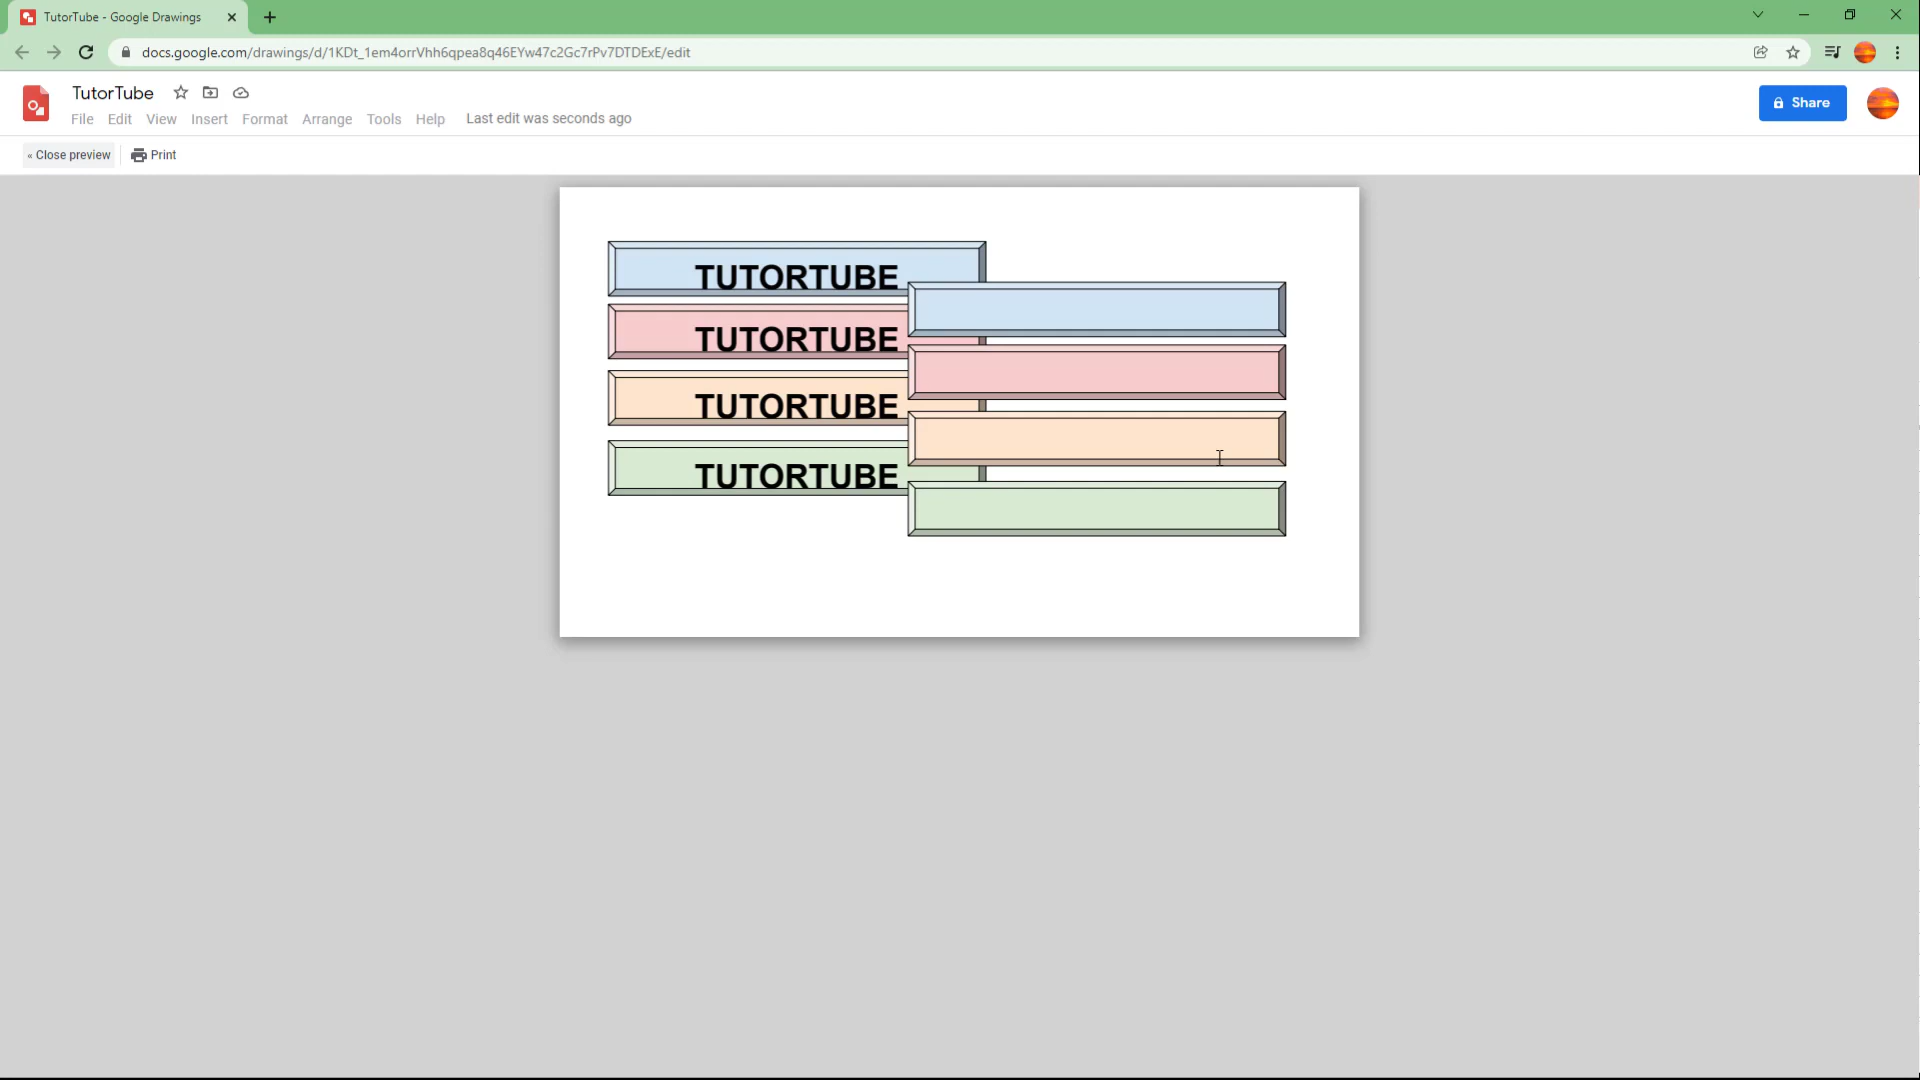 TutorTube - Google Drawings
docs.google.com/drawings/d/1KDt_1em4orrVhh6qpea8q46EYw47c2Gc7rPv7DTDExE/edit
TutorTube
File Edit View Insert Format Arrange Tools Help Last edit was seconds ago
Share
« Close preview Print
TUTORTUBE
TUTORTUBE
TUTORTUBE
TUTORTUBE